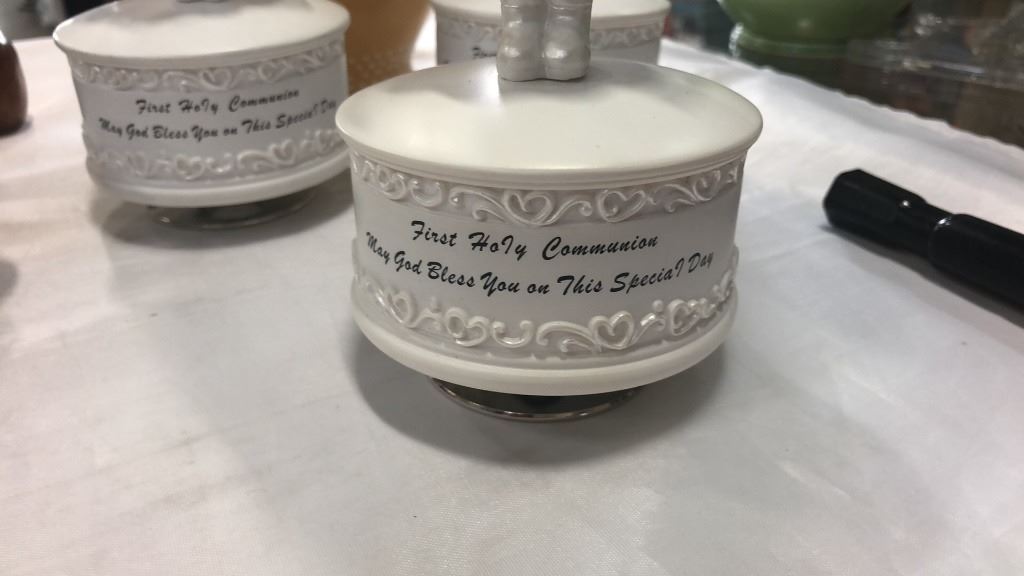 First Holy Communion
May God Bless You on This Special Day
First Holy Communion
May God Bless You on This Special Day